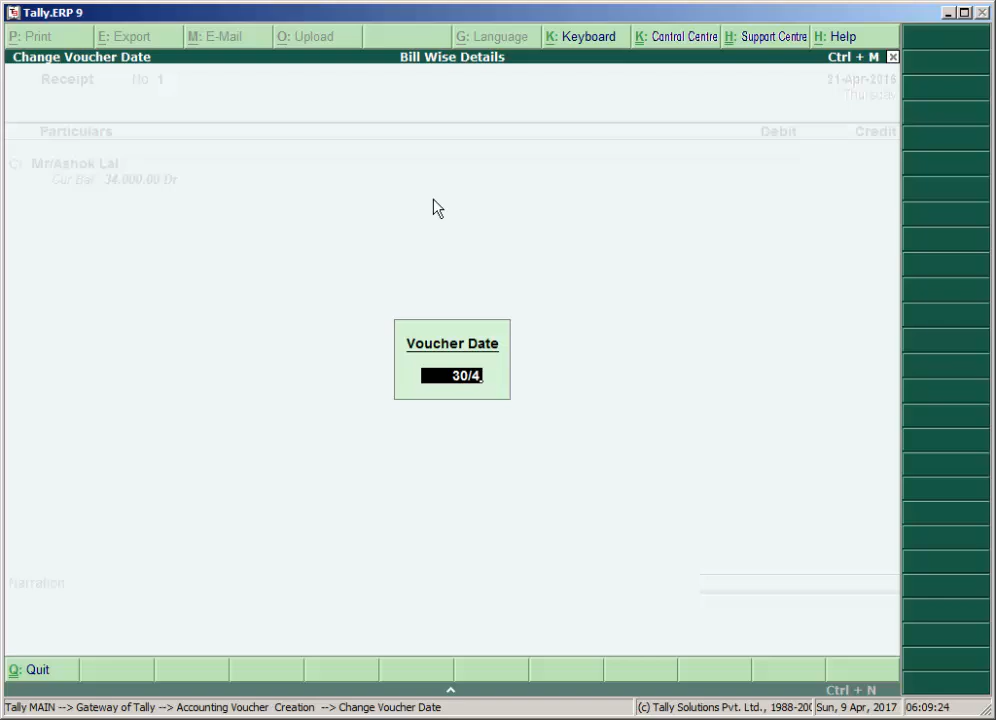 Tally.ERP 9
P: Print E: Export M: E-Mail O: Upload G: Language K: Keyboard K: Control Centre H: Support Centre H: Help
Change Voucher Date Bill Wise Details Ctrl + M
Receipt No. 1 21-Apr-2016
Thursday
Particulars Debit Credit
Cr Mr/Ashok Lal
Cur Bal: 34,000.00 Dr
Voucher Date
30/4
Narration
Q: Quit
Ctrl + N
Tally MAIN --> Gateway of Tally --> Accounting Voucher Creation --> Change Voucher Date (c) Tally Solutions Pvt. Ltd., 1988-200 Sun, 9 Apr, 2017 06:09:24